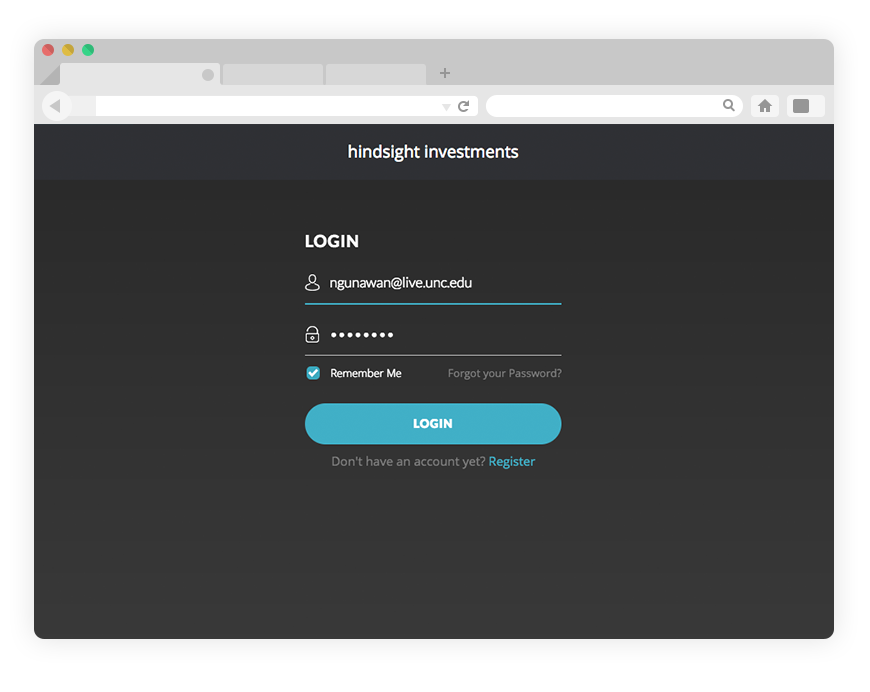 hindsight investments
LOGIN
ngunawan@live.unc.edu
••••••••
Remember Me Forgot your Password?
LOGIN
Don't have an account yet? Register